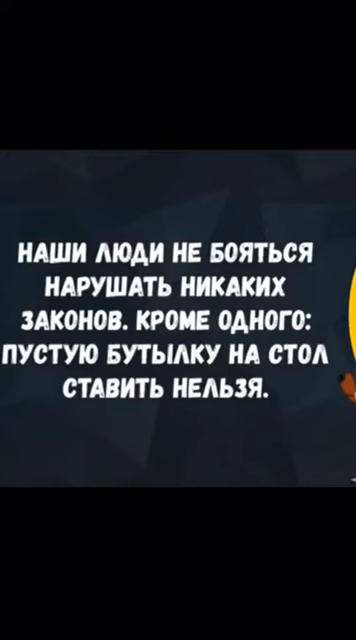 НАШИ ЛЮДИ НЕ БОЯТЬСЯ
НАРУШАТЬ НИКАКИХ
ЗАКОНОВ. КРОМЕ ОДНОГО:
ПУСТУЮ БУТЫЛКУ НА СТОЛ
СТАВИТЬ НЕЛЬЗЯ.